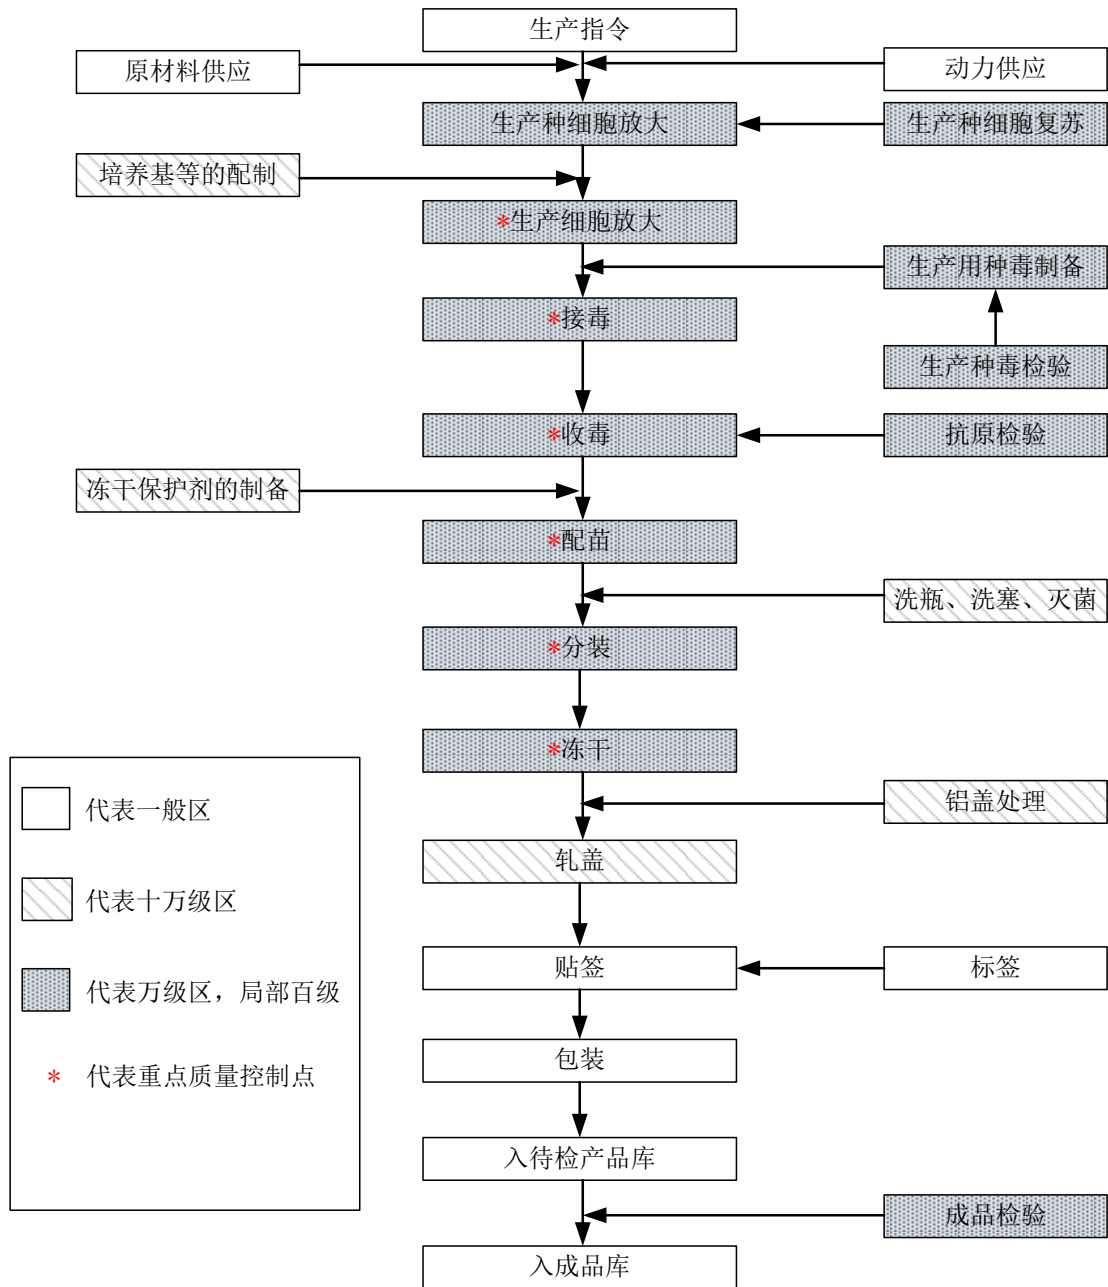 生产指令
原材料供应
动力供应
生产种细胞放大
生产种细胞复苏
培养基等的配制
*生产细胞放大
生产用种毒制备
*接毒
生产种毒检验
*收毒
抗原检验
冻干保护剂的制备
*配苗
洗瓶、洗塞、灭菌
*分装
*冻干
铝盖处理
轧盖
贴签
标签
包装
入待检产品库
成品检验
入成品库
代表一般区
代表十万级区
代表万级区，局部百级
* 代表重点质量控制点